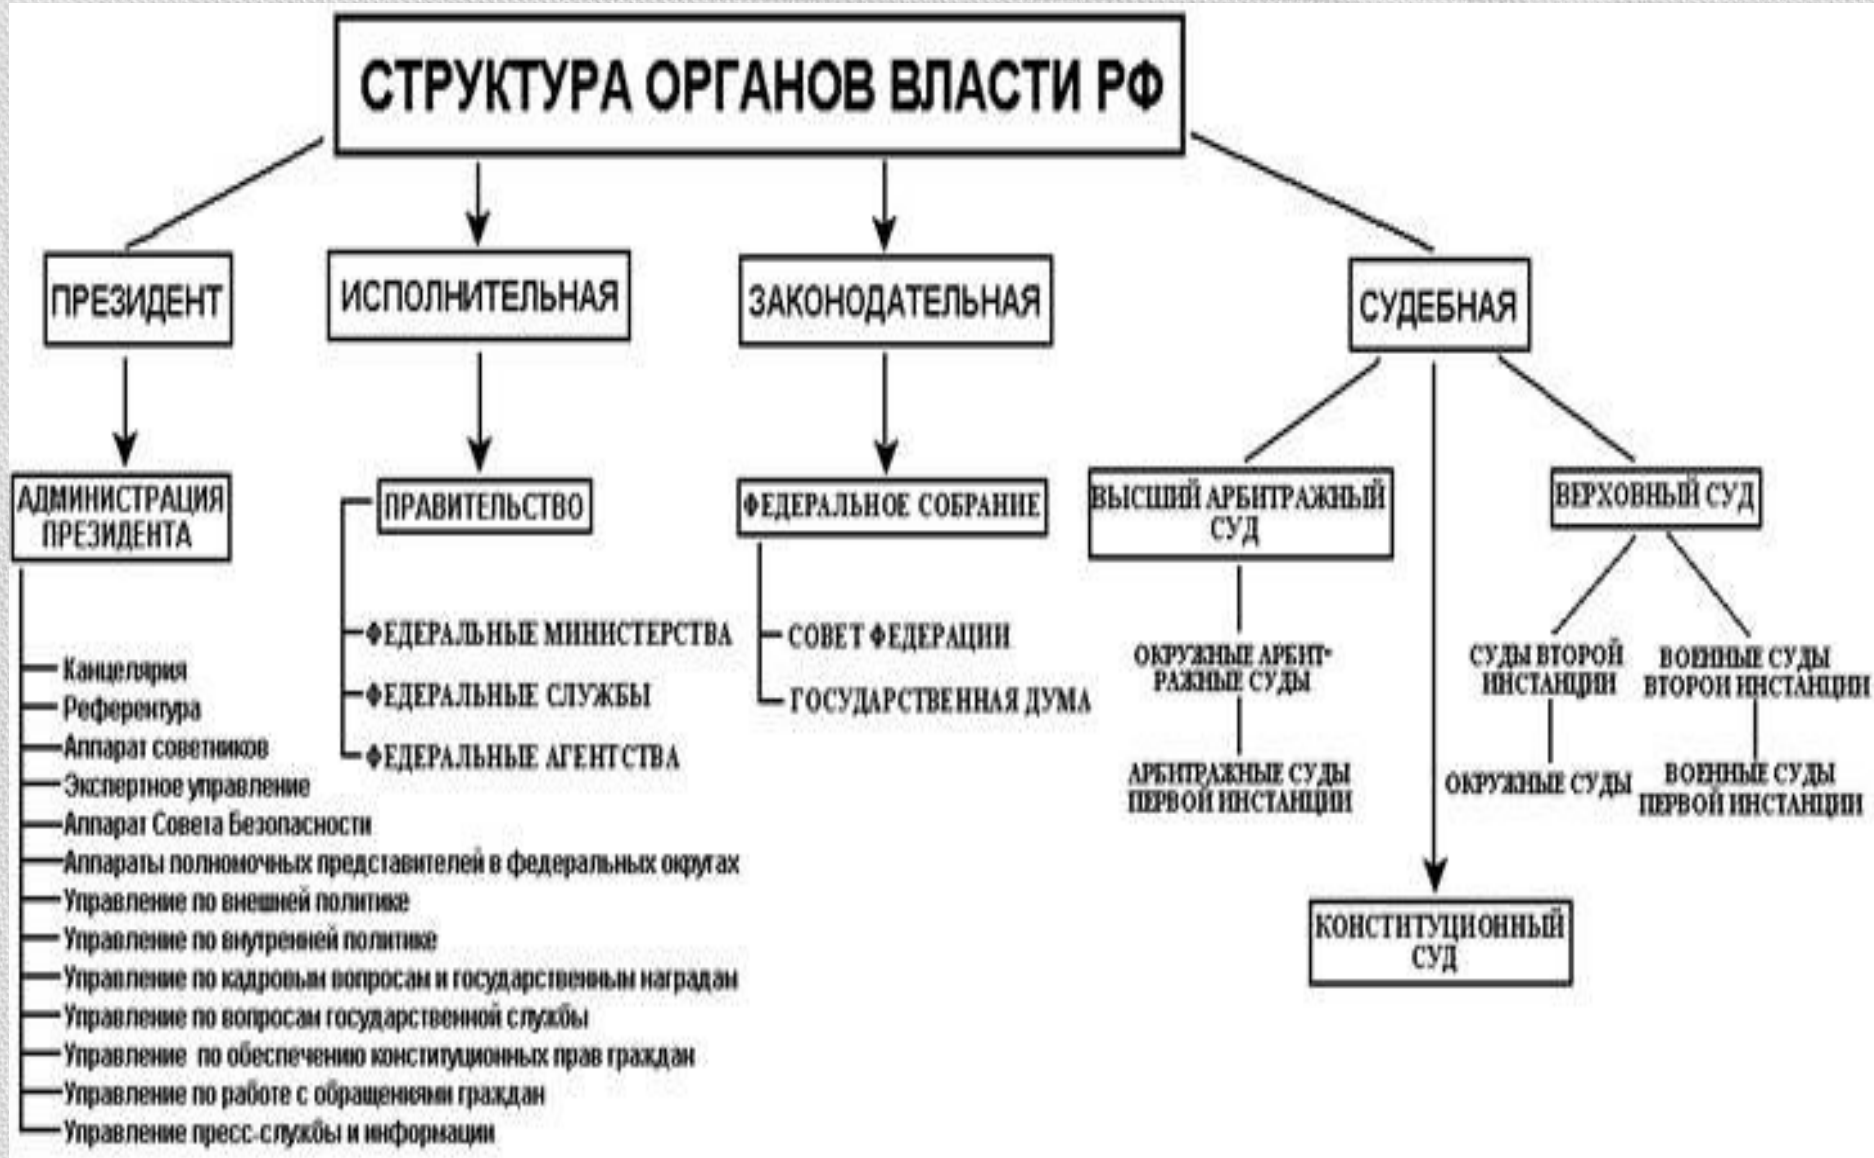 СТРУКТУРА ОРГАНОВ ВЛАСТИ РФ
ПРЕЗИДЕНТ
ИСПОЛНИТЕЛЬНАЯ
ЗАКОНОДАТЕЛЬНАЯ
СУДЕБНАЯ
АДМИНИСТРАЦИЯ
ПРЕЗИДЕНТА
Канцелярия
Референтура
Аппарат советников
Экспертное управление
Аппарат Совета Безопасности
Аппараты полномочных представителей в федеральных округах
Управление по внешней политике
Управление по внутренней политике
Управление по кадровым вопросам и государственным наградам
Управление по вопросам государственной службы
Управление по обеспечению конституционных прав граждан
Управление по работе с обращениями граждан
Управление пресс-службы и информации
ПРАВИТЕЛЬСТВО
ФЕДЕРАЛЬНЫЕ МИНИСТЕРСТВА
ФЕДЕРАЛЬНЫЕ СЛУЖБЫ
ФЕДЕРАЛЬНЫЕ АГЕНТСТВА
ФЕДЕРАЛЬНОЕ СОБРАНИЕ
СОВЕТ ФЕДЕРАЦИИ
ГОСУДАРСТВЕННАЯ ДУМА
ВЫСШИЙ АРБИТРАЖНЫЙ
СУД
ОКРУЖНЫЕ АРБИТ-
РАЖНЫЕ СУДЫ
АРБИТРАЖНЫЕ СУДЫ
ПЕРВОЙ ИНСТАНЦИИ
ВЕРХОВНЫЙ СУД
СУДЫ ВТОРОЙ
ИНСТАНЦИИ
ОКРУЖНЫЕ СУДЫ
ВОЕННЫЕ СУДЫ
ВТОРОЙ ИНСТАНЦИИ
ВОЕННЫЕ СУДЫ
ПЕРВОЙ ИНСТАНЦИИ
КОНСТИТУЦИОННЫЙ
СУД